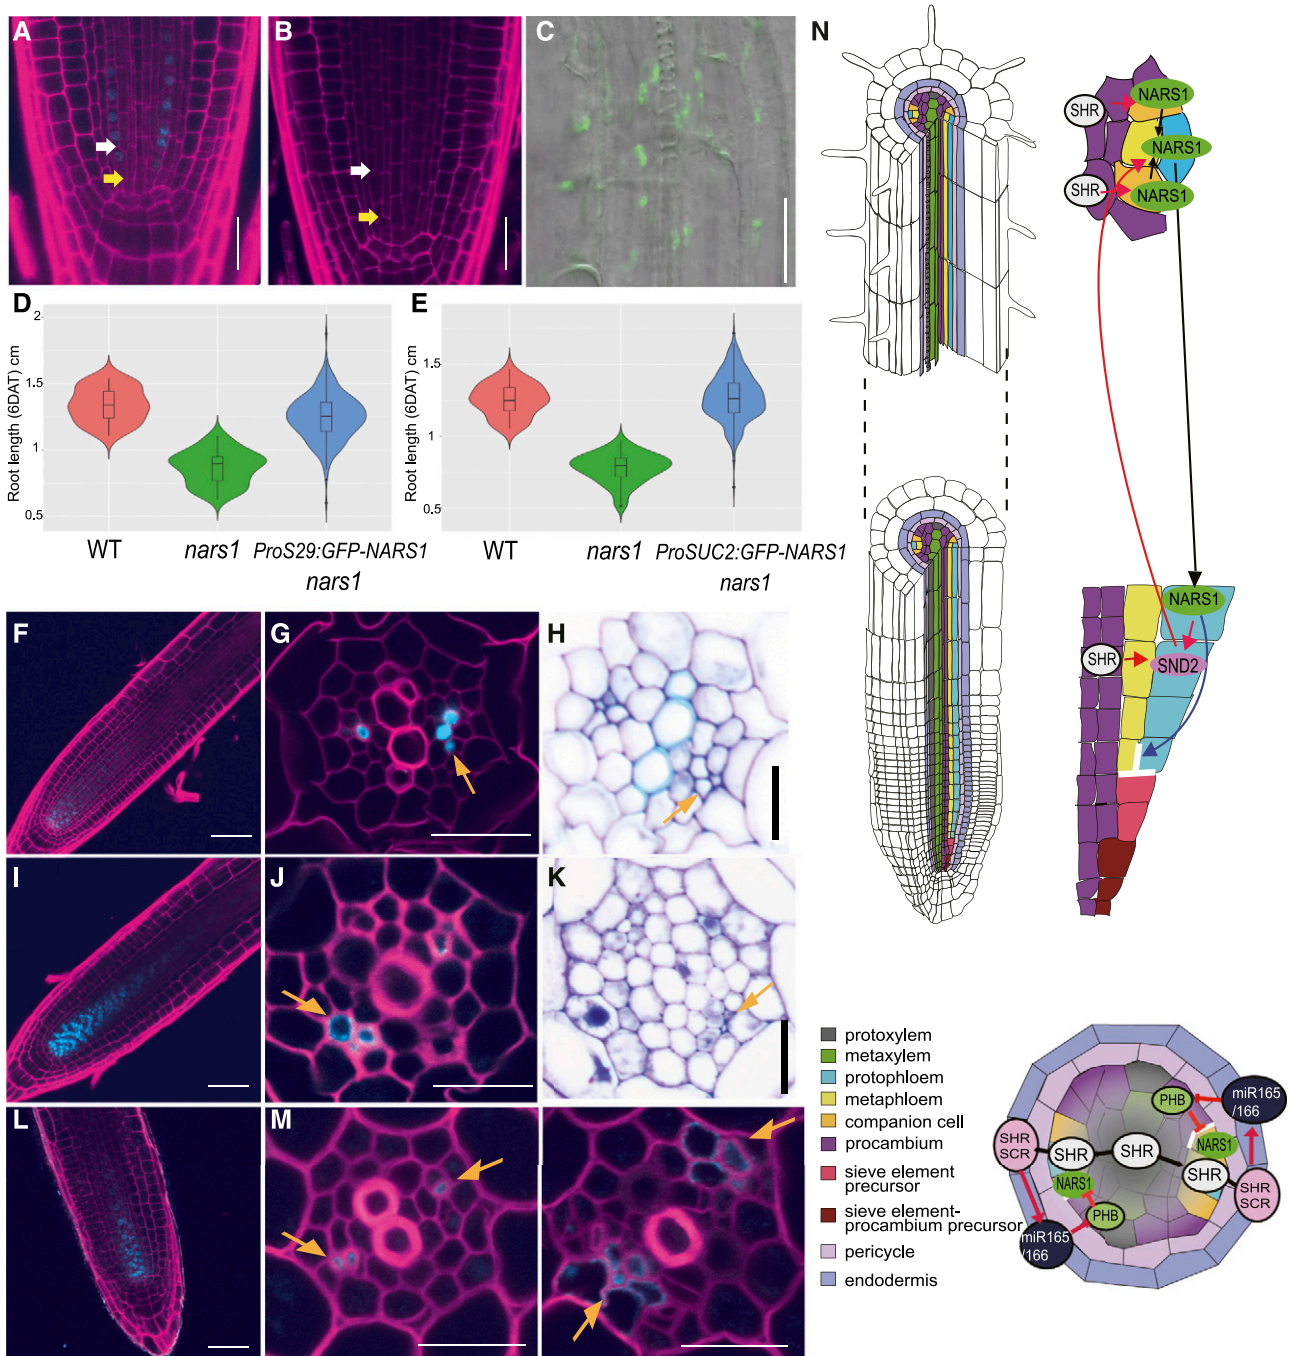 A
B
C
N
SHR
NARS1
NARS1
SHR
NARS1
D
E
Root length (6DAT) cm
2
1.5
1
0.5
WT
nars1
ProS29:GFP-NARS1
nars1
Root length (6DAT) cm
1.5
1
0.5
WT
nars1
ProSUC2:GFP-NARS1
nars1
NARS1
SHR
SND2
F
G
H
I
J
K
L
M
protoxylem
metaxylem
protophloem
metaphloem
companion cell
procambium
sieve element
precursor
sieve element-
procambium precursor
pericycle
endodermis
PHB
miR165
/166
NARS1
SHR
SCR
SHR
SHR
SHR
NARS1
SHR
SCR
PHB
miR165
/166